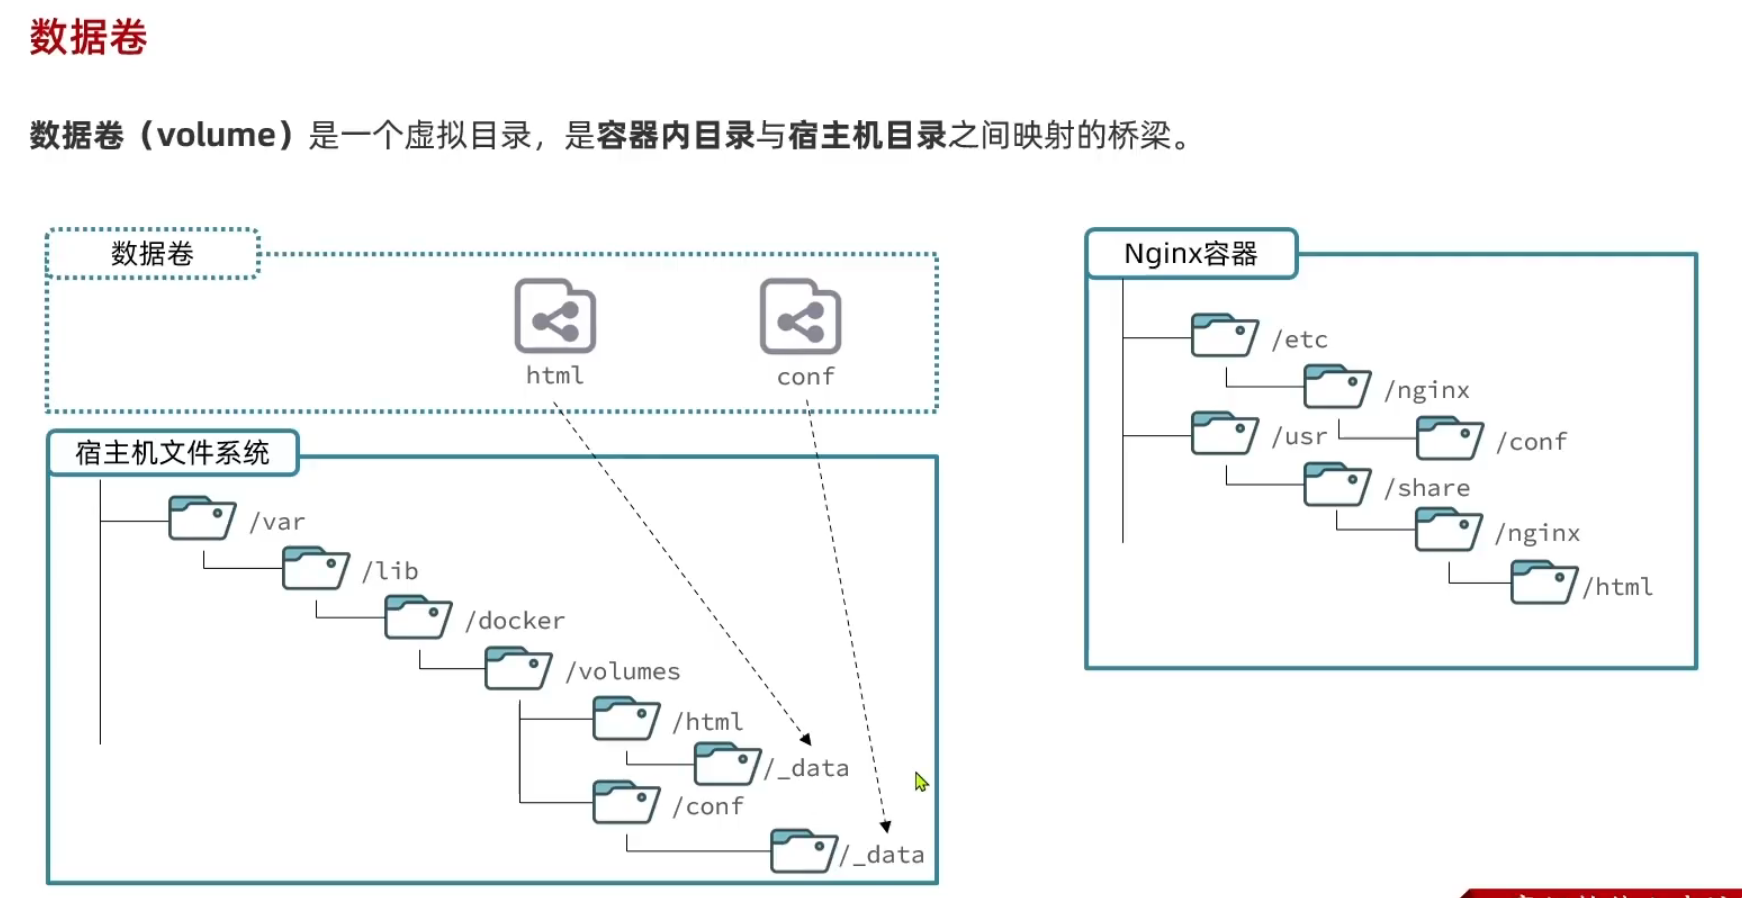 数据卷
数据卷（volume）是一个虚拟目录，是容器内目录与宿主机目录之间映射的桥梁。
数据卷
html
conf
宿主机文件系统
/var
/lib
/docker
/volumes
/html
/_data
/conf
/_data
Nginx容器
/etc
/nginx
/conf
/usr
/share
/nginx
/html